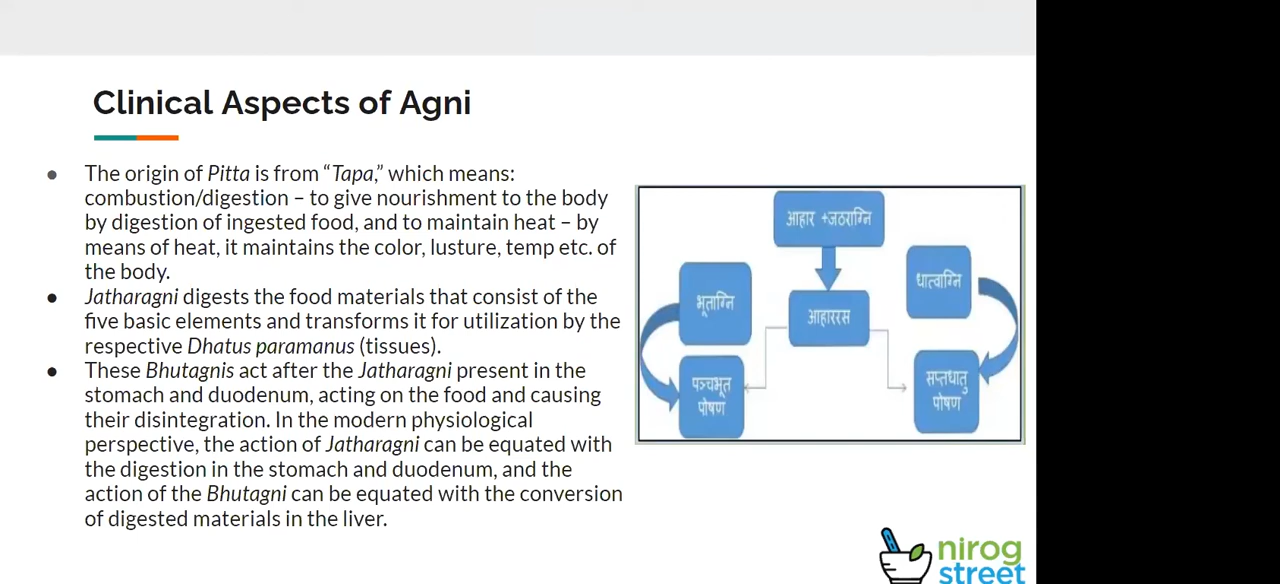 Clinical Aspects of Agni
● The origin of Pitta is from “Tapa,” which means:
combustion/digestion – to give nourishment to the body
by digestion of ingested food, and to maintain heat – by
means of heat, it maintains the color, lusture, temp etc. of
the body.
● Jatharagni digests the food materials that consist of the
five basic elements and transforms it for utilization by the
respective Dhatus paramanus (tissues).
● These Bhutagnis act after the Jatharagni present in the
stomach and duodenum, acting on the food and causing
their disintegration. In the modern physiological
perspective, the action of Jatharagni can be equated with
the digestion in the stomach and duodenum, and the
action of the Bhutagni can be equated with the conversion
of digested materials in the liver.
आहार +जठराग्नि
भूताग्नि
आहाररस
धात्वाग्नि
पञ्चभूत
पोषण
सप्तधातु
पोषण
nirog
street